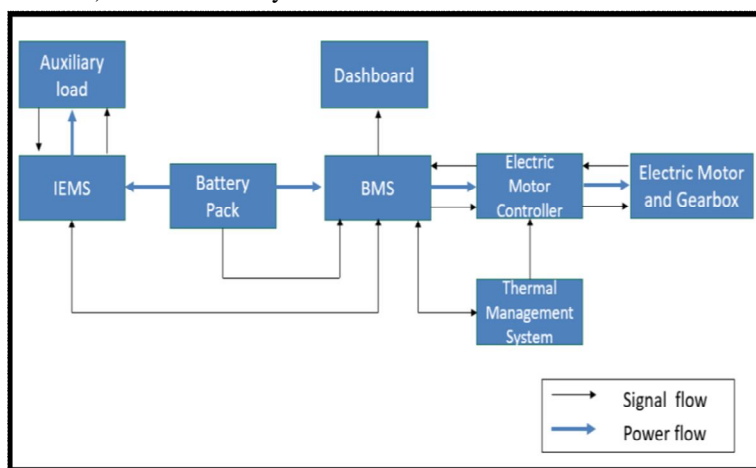 Auxiliary
load
Dashboard
IEMS
Battery
Pack
BMS
Electric
Motor
Controller
Electric Motor
and Gearbox
Thermal
Management
System
Signal flow
Power flow